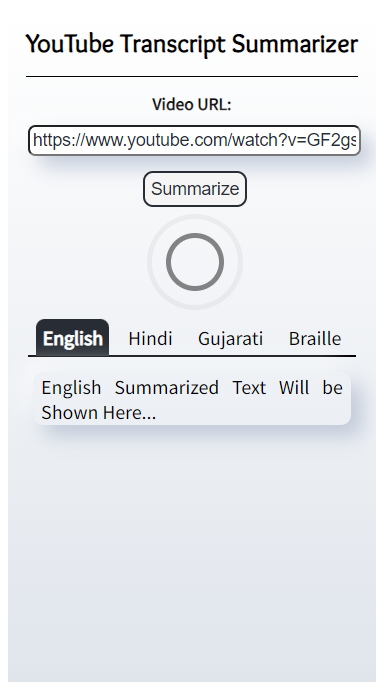 YouTube Transcript Summarizer
Video URL:
https://www.youtube.com/watch?v=GF2gs
Summarize
English Hindi Gujarati Braille
English Summarized Text Will be
Shown Here...